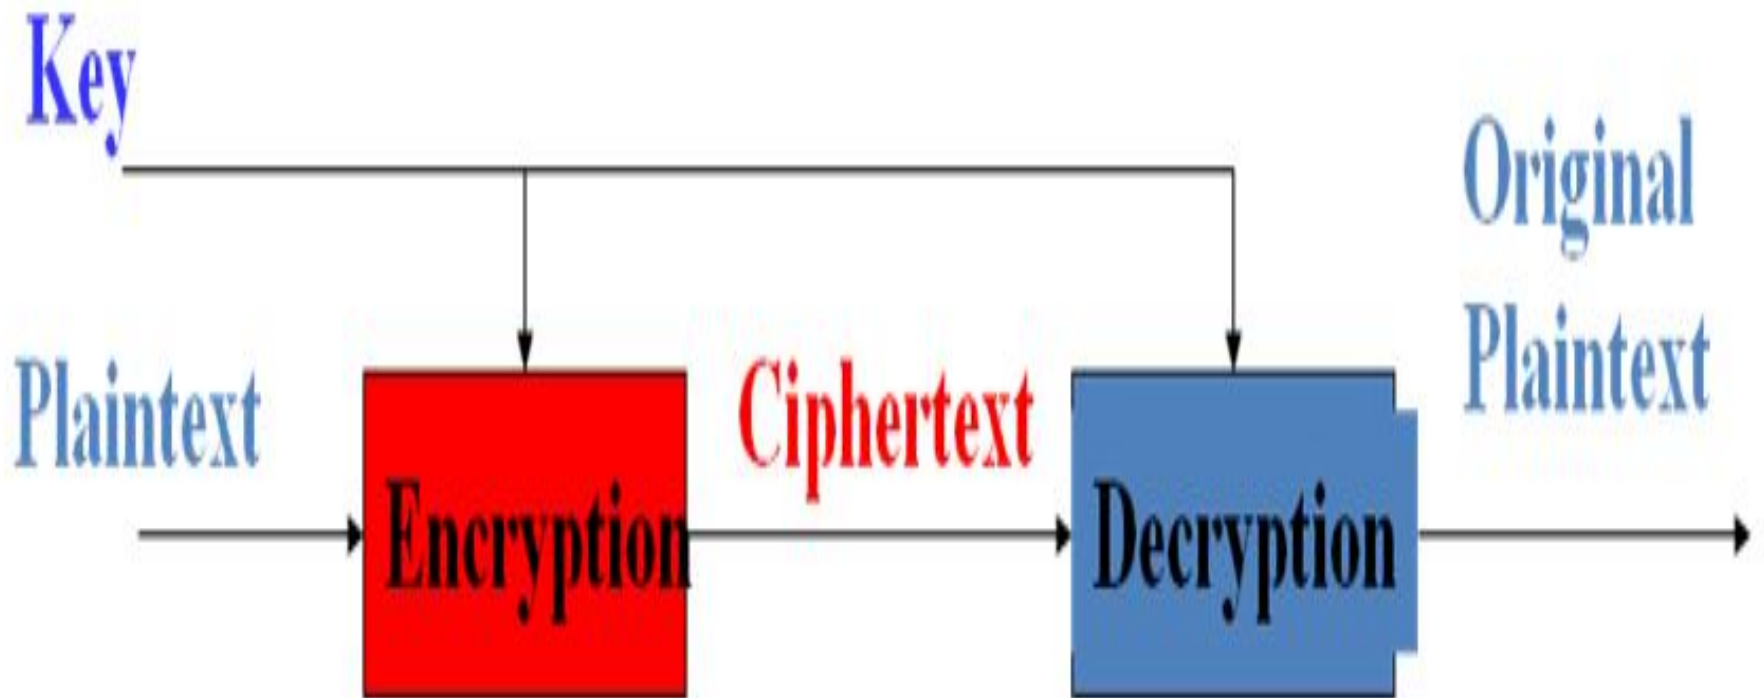 Key
Original
Plaintext
Plaintext
Ciphertext
Encryption
Decryption